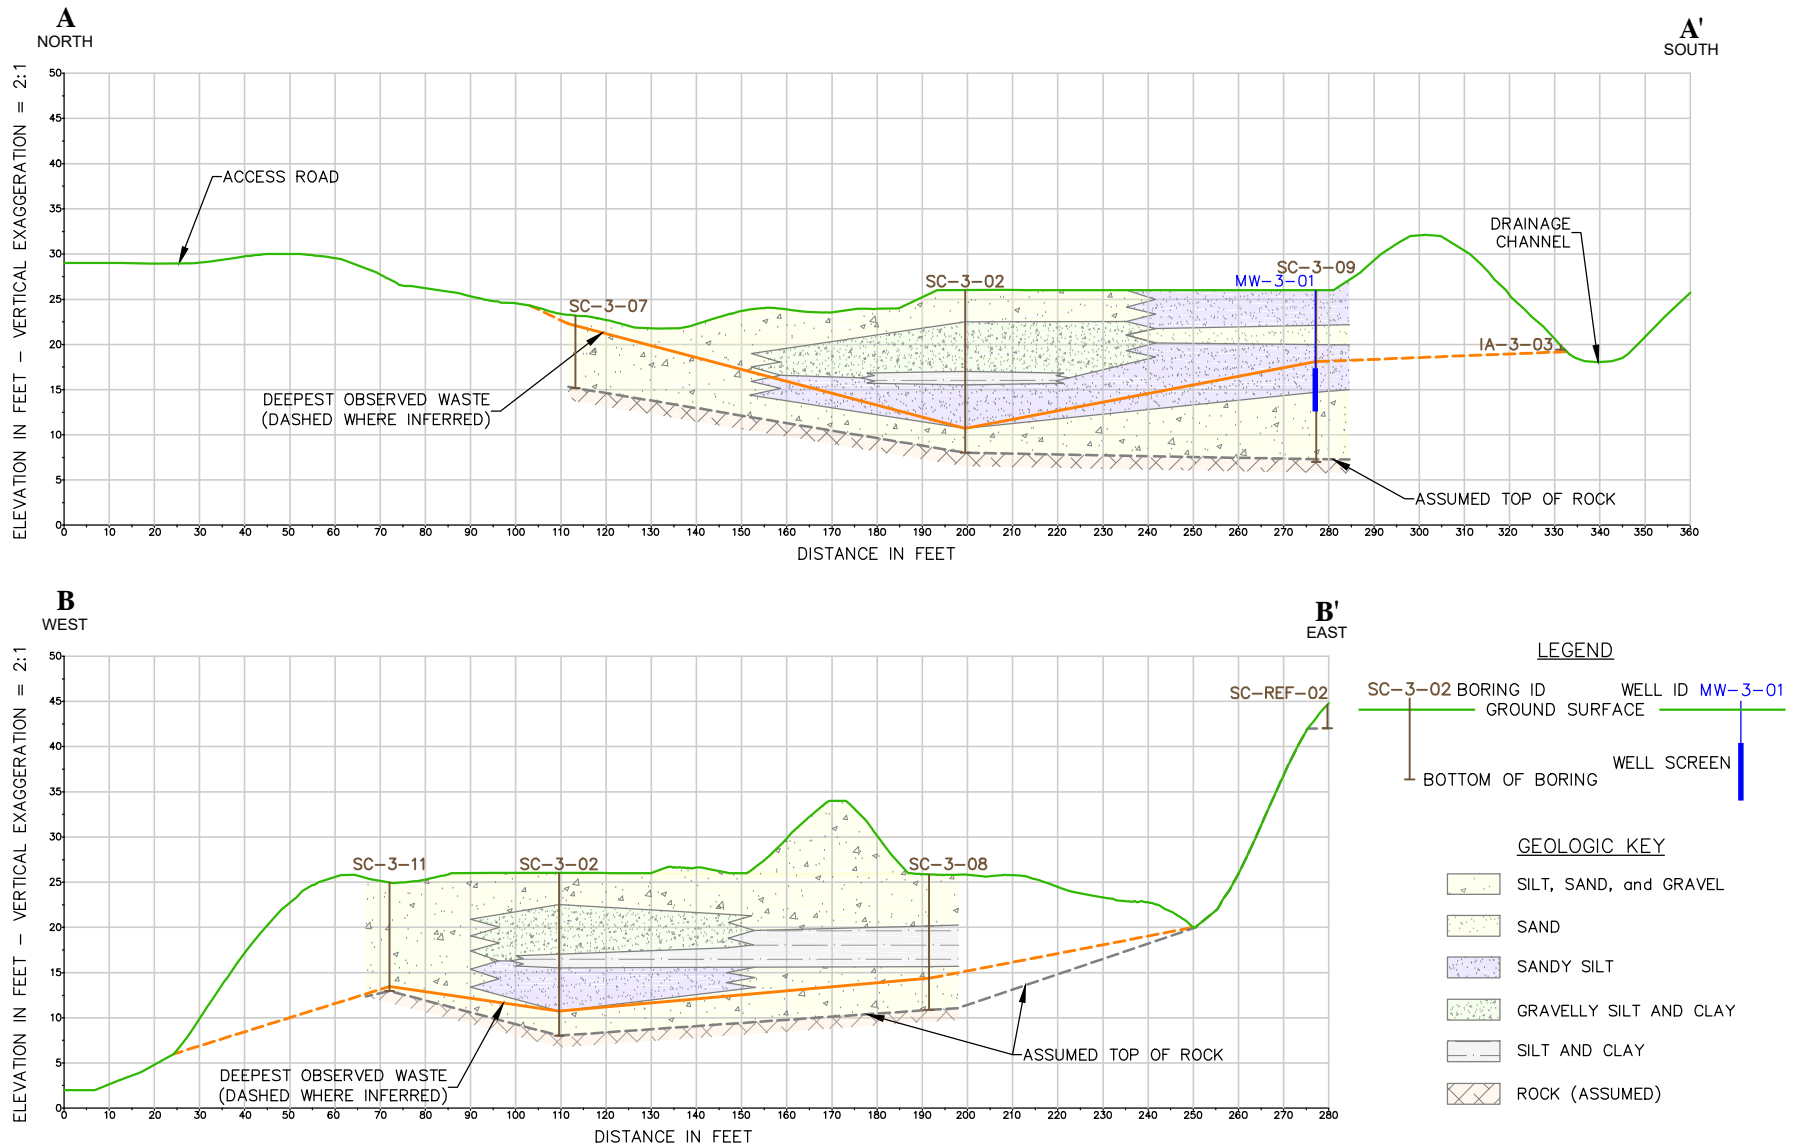 A
NORTH
A'
SOUTH
ELEVATION IN FEET – VERTICAL EXAGGERATION = 2:1
50
45
40
35
30
25
20
15
10
5
0
ACCESS ROAD
DRAINAGE
CHANNEL
SC-3-07
SC-3-02
SC-3-09
MW-3-01
IA-3-03
DEEPEST OBSERVED WASTE
(DASHED WHERE INFERRED)
ASSUMED TOP OF ROCK
0 10 20 30 40 50 60 70 80 90 100 110 120 130 140 150 160 170 180 190 200 210 220 230 240 250 260 270 280 290 300 310 320 330 340 350 360
DISTANCE IN FEET
B
WEST
B'
EAST
ELEVATION IN FEET – VERTICAL EXAGGERATION = 2:1
50
45
40
35
30
25
20
15
10
5
0
SC-REF-02
SC-3-11
SC-3-02
SC-3-08
ASSUMED TOP OF ROCK
DEEPEST OBSERVED WASTE
(DASHED WHERE INFERRED)
0 10 20 30 40 50 60 70 80 90 100 110 120 130 140 150 160 170 180 190 200 210 220 230 240 250 260 270 280
DISTANCE IN FEET
LEGEND
SC-3-02 BORING ID
WELL ID MW-3-01
GROUND SURFACE
WELL SCREEN
BOTTOM OF BORING
GEOLOGIC KEY
SILT, SAND, and GRAVEL
SAND
SANDY SILT
GRAVELLY SILT AND CLAY
SILT AND CLAY
ROCK (ASSUMED)